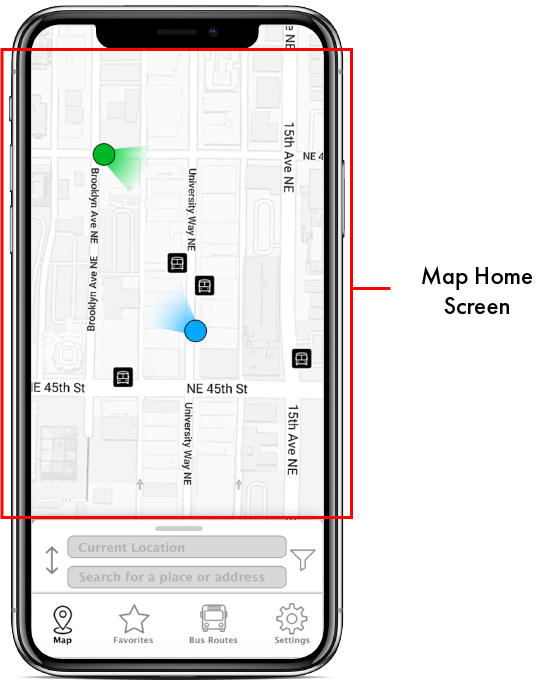 NE
15th Ave NE
NE 4
Brooklyn Ave NE
University Way NE
Brooklyn Ave NE
IE 45th St
NE 45th St
University Way NE
15th Ave NE
NE
Map Home
Screen
Current Location
Search for a place or address
Map
Favorites
Bus Routes
Settings